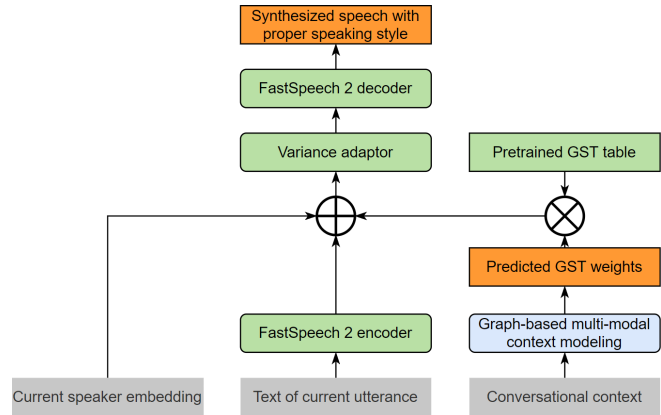 Synthesized speech with
proper speaking style
FastSpeech 2 decoder
Variance adaptor
Pretrained GST table
Predicted GST weights
FastSpeech 2 encoder
Graph-based multi-modal
context modeling
Current speaker embedding
Text of current utterance
Conversational context